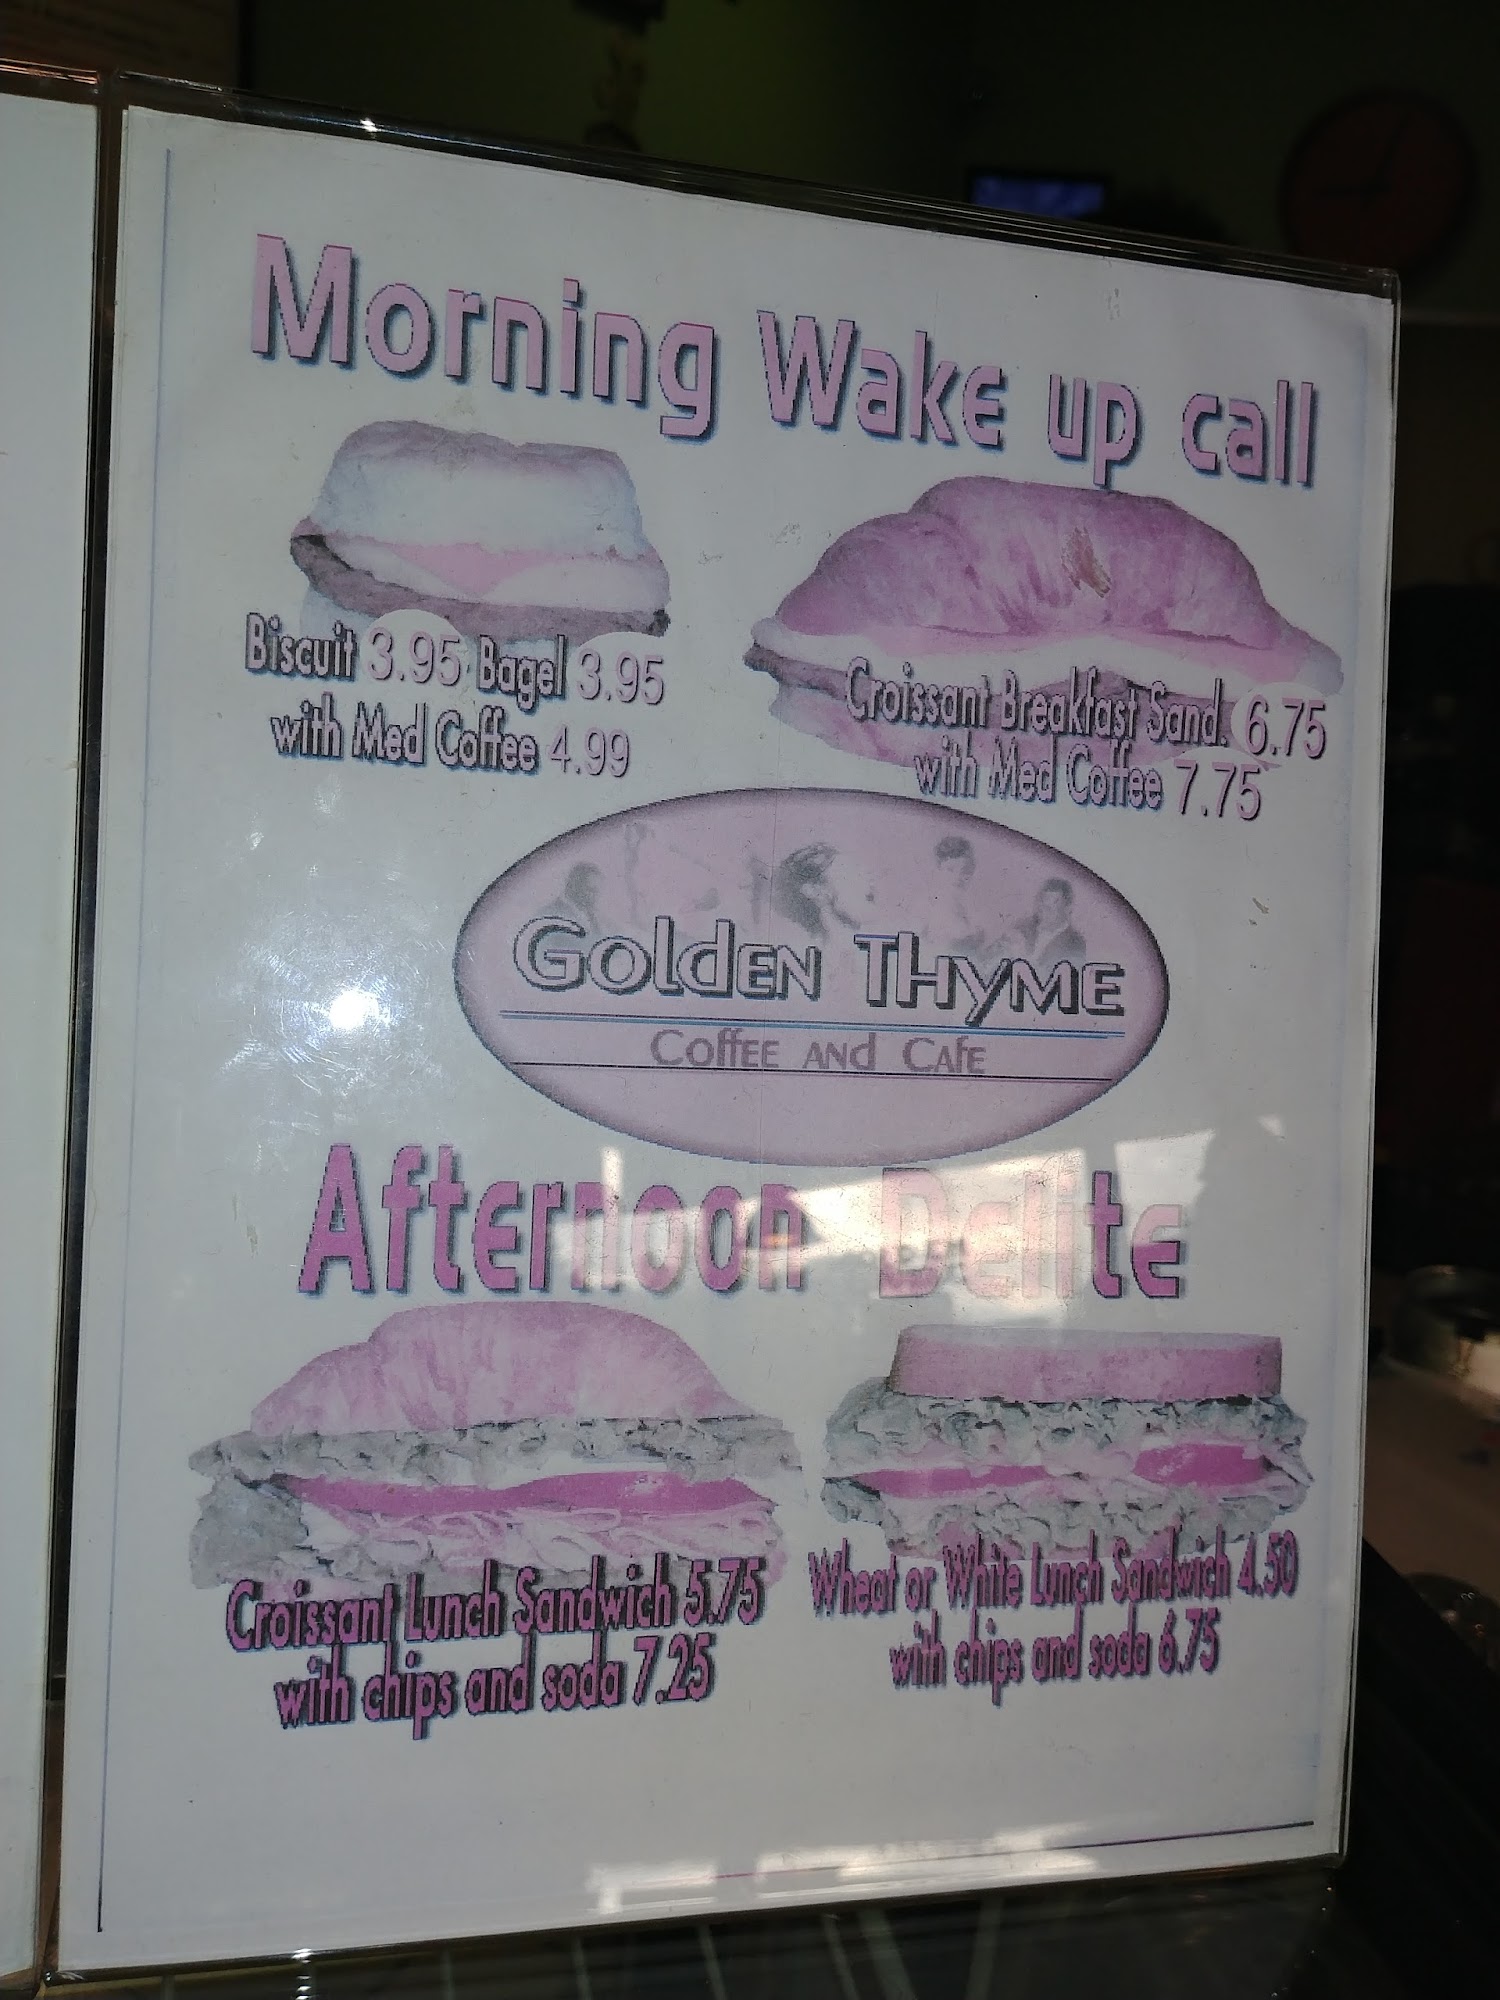 Morning Wake up call
Biscuit 3.95 Bagel 3.95
with Med Coffee 4.99
Croissant Breakfast Sand. 6.75
with Med Coffee 7.75
Golden Thyme
Coffee and Cafe
Afternoon Delite
Croissant Lunch Sandwich 5.75
with chips and soda 7.25
Wheat or White Lunch Sandwich 4.50
with chips and soda 6.75